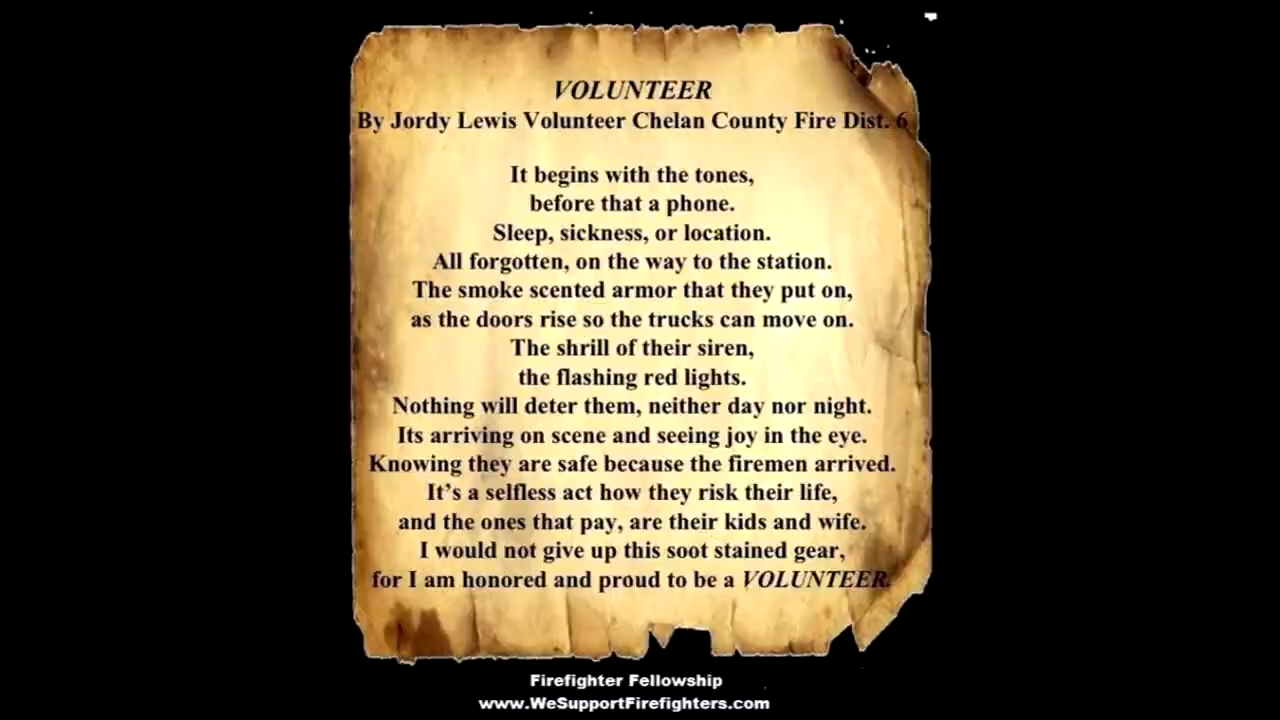 VOLUNTEER
By Jordy Lewis Volunteer Chelan County Fire Dist. 6
It begins with the tones,
before that a phone.
Sleep, sickness, or location.
All forgotten, on the way to the station.
The smoke scented armor that they put on,
as the doors rise so the trucks can move on.
The shrill of their siren,
the flashing red lights.
Nothing will deter them, neither day nor night.
Its arriving on scene and seeing joy in the eye.
Knowing they are safe because the firemen arrived.
It’s a selfless act how they risk their life,
and the ones that pay, are their kids and wife.
I would not give up this soot stained gear,
for I am honored and proud to be a VOLUNTEER.
Firefighter Fellowship
www.WeSupportFirefighters.com